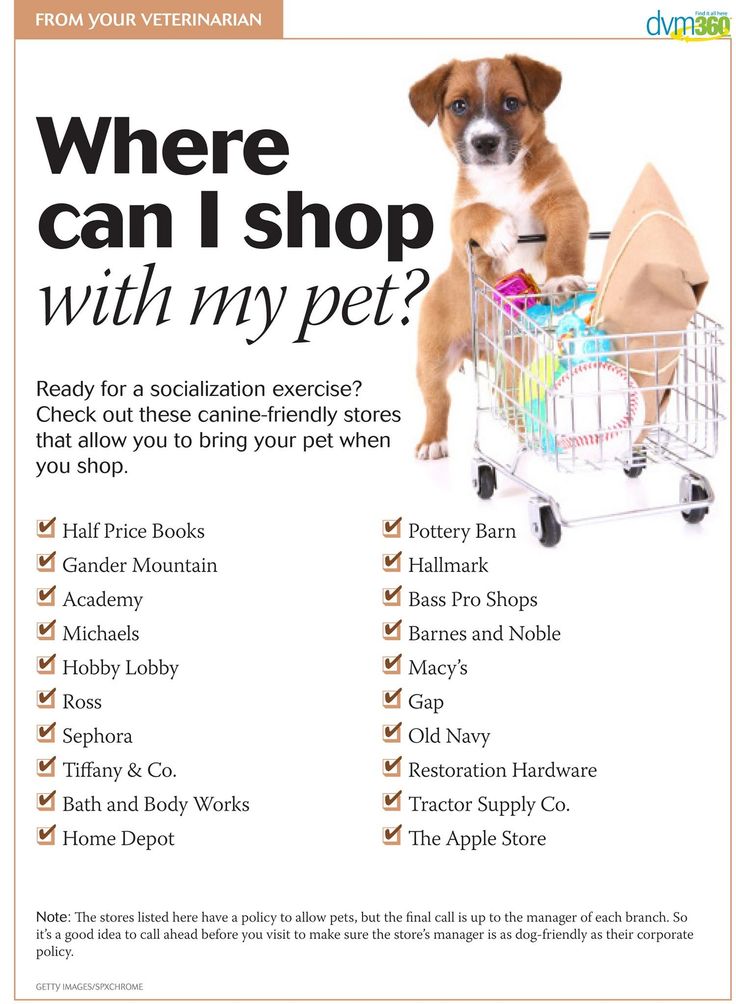 FROM YOUR VETERINARIAN
Find it all here
dvm360
Where
can I shop
with my pet?
Ready for a socialization exercise?
Check out these canine-friendly stores
that allow you to bring your pet when
you shop.
Half Price Books
Gander Mountain
Academy
Michaels
Hobby Lobby
Ross
Sephora
Tiffany & Co.
Bath and Body Works
Home Depot
Pottery Barn
Hallmark
Bass Pro Shops
Barnes and Noble
Macy's
Gap
Old Navy
Restoration Hardware
Tractor Supply Co.
The Apple Store
Note: The stores listed here have a policy to allow pets, but the final call is up to the manager of each branch. So
it's a good idea to call ahead before you visit to make sure the store's manager is as dog-friendly as their corporate
policy.
GETTY IMAGES/SPXCHROME